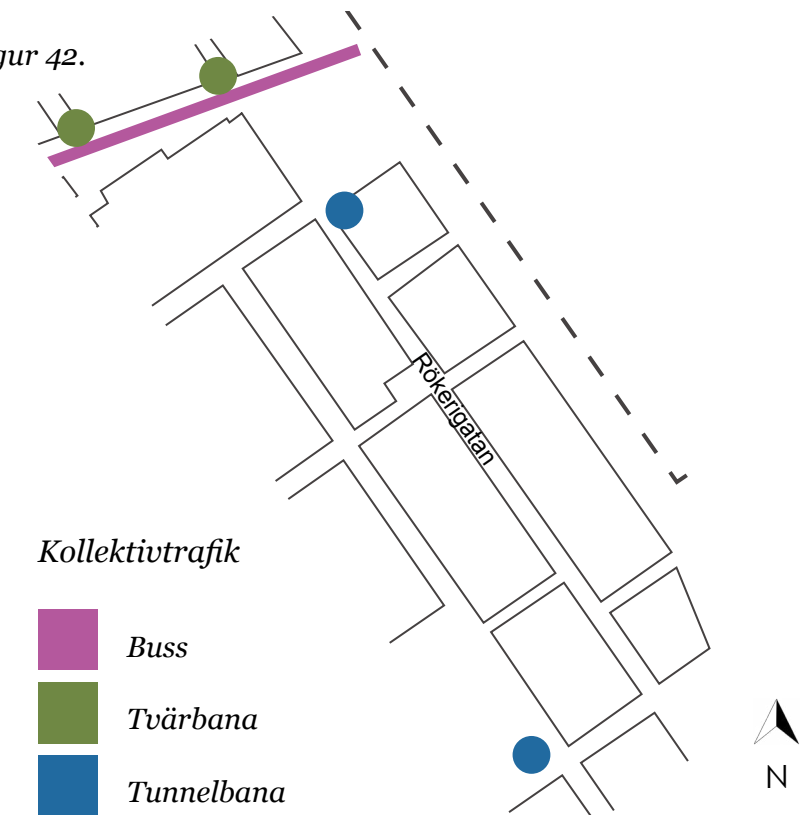 gur 42.
Rökerigatan
Kollektivtrafik
Buss
Tvärbana
Tunnelbana
N